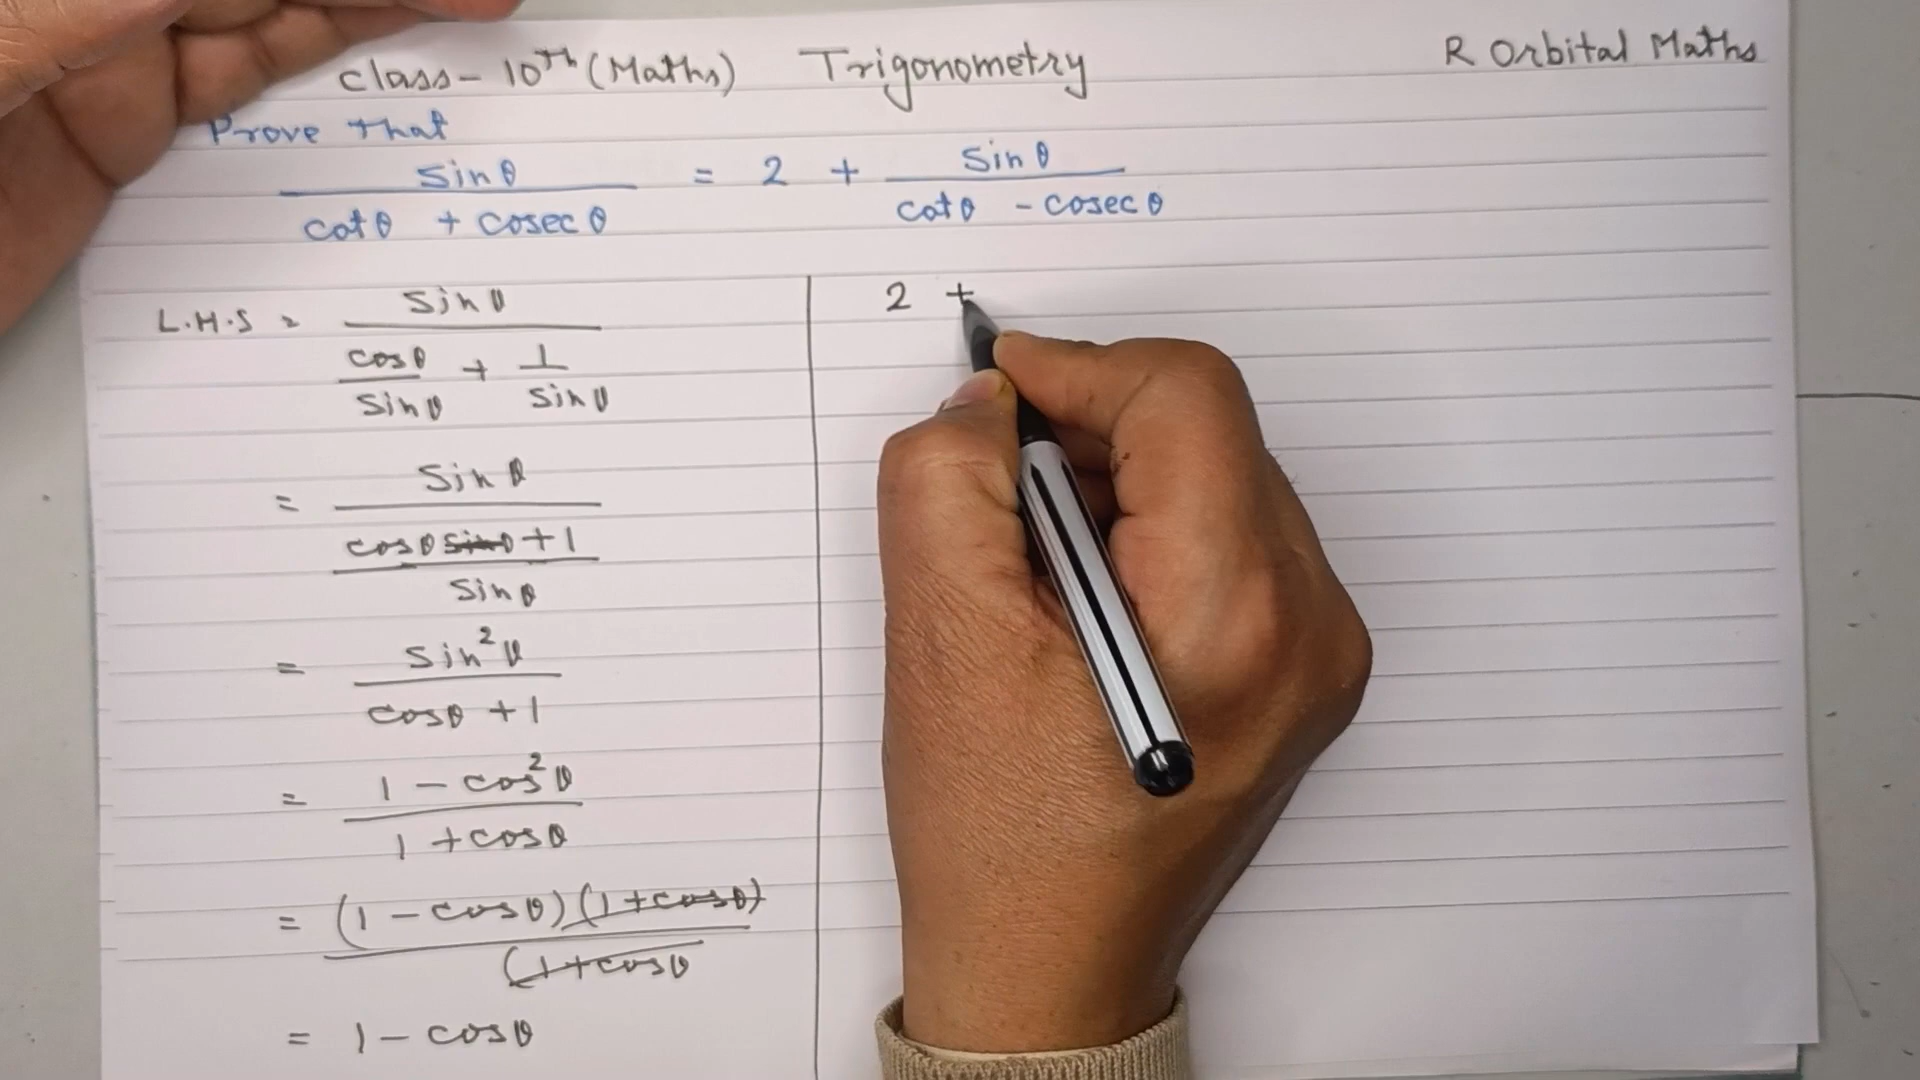 Class - 10Th (Maths) Trigonometry R Orbital Maths
Prove that
sinθ / (cotθ + cosecθ) = 2 + sinθ / (cotθ - cosecθ)
L.H.S = sinθ / (cosθ/sinθ + 1/sinθ)
= sinθ / ((cosθ + 1)/sinθ)
= sin²θ / (cosθ + 1)
= (1 - cos²θ) / (1 + cosθ)
= (1 - cosθ)(1 + cosθ) / (1 + cosθ
= 1 - cosθ
2 +